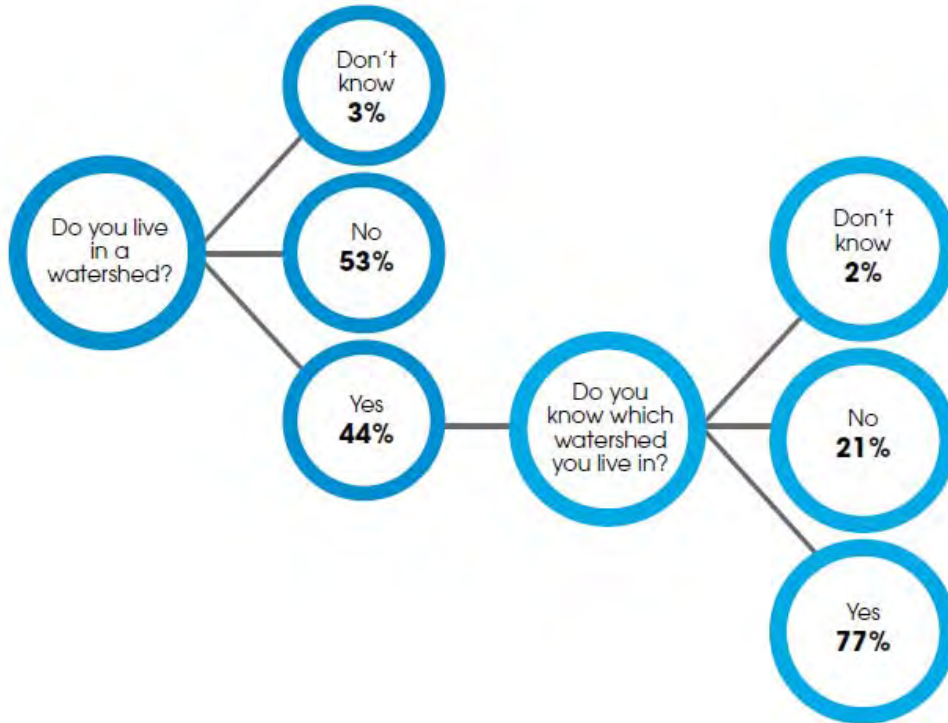 Do you live
in a
watershed?
Don't
know
3%
No
53%
Yes
44%
Do you
know which
watershed
you live in?
Don't
know
2%
No
21%
Yes
77%